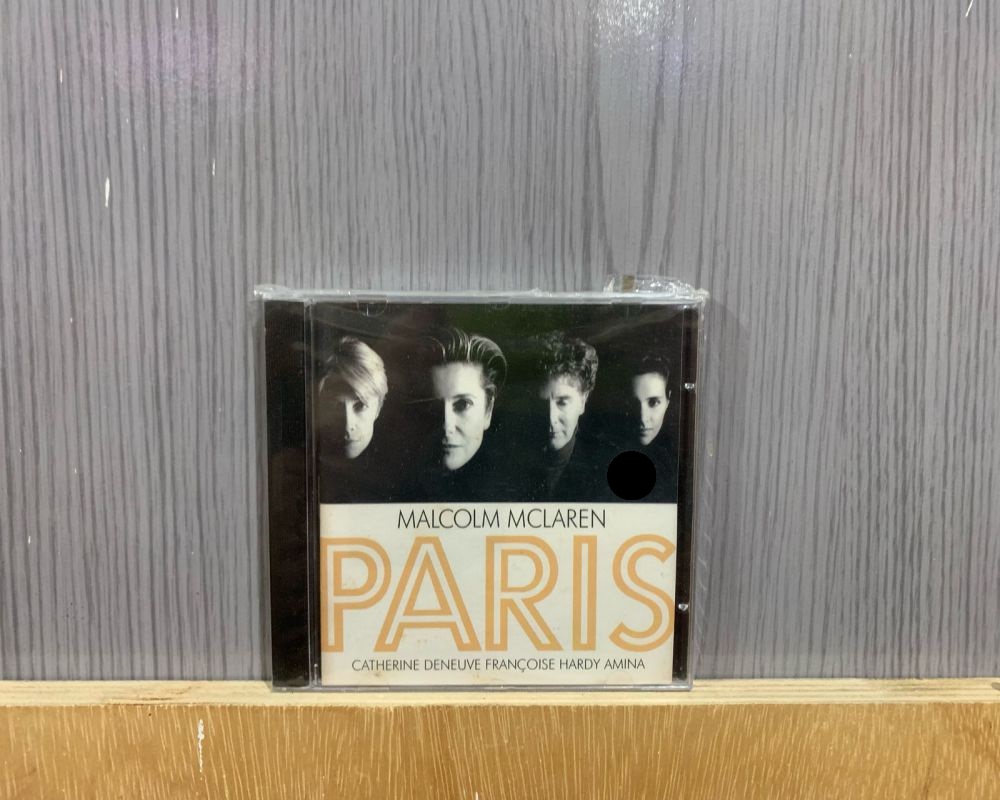 MALCOLM MCLAREN
PARIS
CATHERINE DENEUVE FRANÇOISE HARDY AMINA